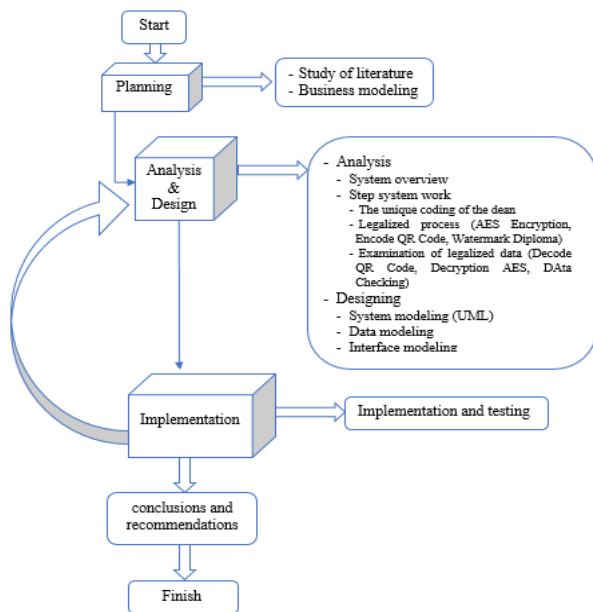 Start
Planning
- Study of literature
- Business modeling
Analysis
&
Design
- Analysis
- System overview
- Step system work
- The unique coding of the dean
- Legalized process (AES Encryption,
Encode QR Code, Watermark Diploma)
- Examination of legalized data (Decode
QR Code, Decryption AES, DAta
Checking)
- Designing
- System modeling (UML)
- Data modeling
- Interface modeling
Implementation
Implementation and testing
conclusions and
recommendations
Finish